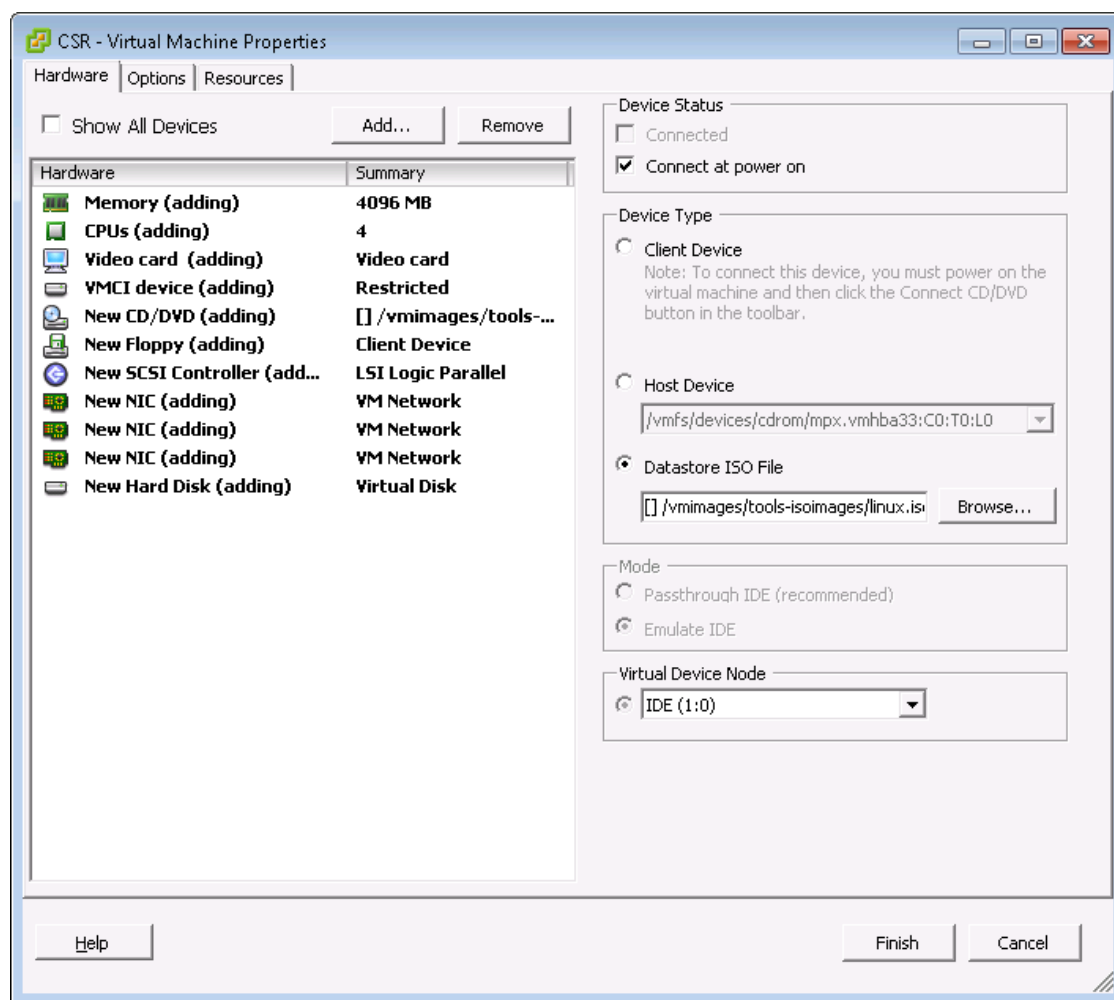 CSR - Virtual Machine Properties
Hardware Options Resources
Show All Devices Add... Remove
Hardware Summary
Memory (adding) 4096 MB
CPUs (adding) 4
Video card (adding) Video card
VMCI device (adding) Restricted
New CD/DVD (adding) [] /vmimages/tools-...
New Floppy (adding) Client Device
New SCSI Controller (add... LSI Logic Parallel
New NIC (adding) VM Network
New NIC (adding) VM Network
New NIC (adding) VM Network
New Hard Disk (adding) Virtual Disk
Device Status
Connected
Connect at power on
Device Type
Client Device
Note: To connect this device, you must power on the
virtual machine and then click the Connect CD/DVD
button in the toolbar.
Host Device
/vmfs/devices/cdrom/mpx.vmhba33:C0:T0:L0
Datastore ISO File
[] /vmimages/tools-isoimages/linux.iso Browse...
Mode
Passthrough IDE (recommended)
Emulate IDE
Virtual Device Node
IDE (1:0)
Help Finish Cancel